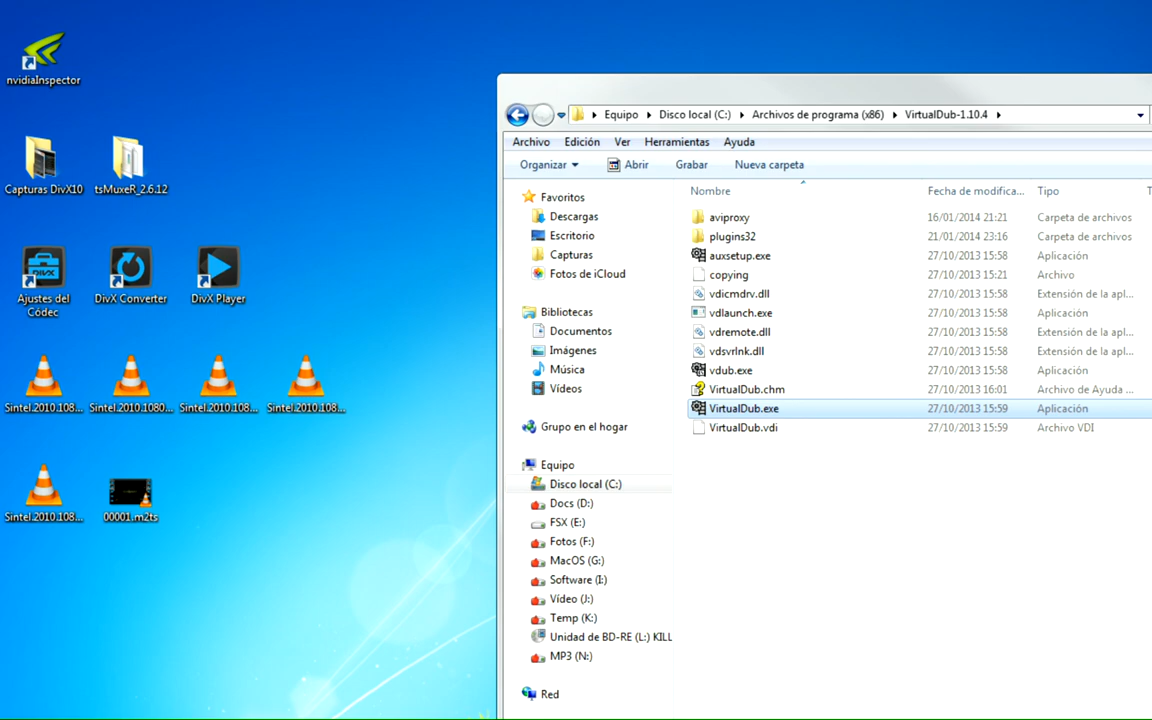 nvidiaInspector
Capturas DivX10
tsMuxeR_2.6.12
Ajustes del
Códec
DivX Converter
DivX Player
Sintel.2010.108...
Sintel.2010.1080...
Sintel.2010.108...
Sintel.2010.108...
Sintel.2010.108...
00001.m2ts
Equipo
Disco local (C:)
Archivos de programa (x86)
VirtualDub-1.10.4
Archivo Edición Ver Herramientas Ayuda
Organizar Abrir Grabar Nueva carpeta
Favoritos
Descargas
Escritorio
Capturas
Fotos de iCloud
Bibliotecas
Documentos
Imágenes
Música
Vídeos
Grupo en el hogar
Equipo
Disco local (C:)
Docs (D:)
FSX (E:)
Fotos (F:)
MacOS (G:)
Software (I:)
Vídeo (J:)
Temp (K:)
Unidad de BD-RE (L:) KILL
MP3 (N:)
Red
Nombre Fecha de modifica... Tipo T
aviproxy 16/01/2014 21:21 Carpeta de archivos
plugins32 21/01/2014 23:16 Carpeta de archivos
auxsetup.exe 27/10/2013 15:58 Aplicación
copying 27/10/2013 15:21 Archivo
vdicmdrv.dll 27/10/2013 15:58 Extensión de la apl...
vdlaunch.exe 27/10/2013 15:58 Aplicación
vdremote.dll 27/10/2013 15:58 Extensión de la apl...
vdsvrlnk.dll 27/10/2013 15:58 Extensión de la apl...
vdub.exe 27/10/2013 15:58 Aplicación
VirtualDub.chm 27/10/2013 16:01 Archivo de Ayuda ...
VirtualDub.exe 27/10/2013 15:59 Aplicación
VirtualDub.vdi 27/10/2013 15:59 Archivo VDI